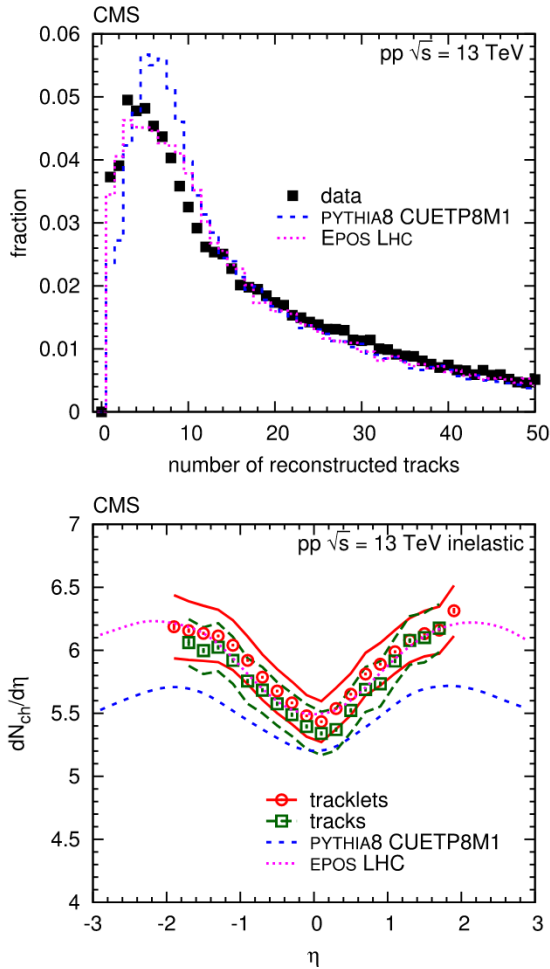 CMS
0.06
pp √s = 13 TeV
0.05
0.04
fraction
0.03
data
PYTHIA8 CUETP8M1
EPOS LHC
0.02
0.01
0
0 10 20 30 40 50
number of reconstructed tracks
CMS
7
pp √s = 13 TeV inelastic
6.5
6
dN_ch/dη
5.5
5
tracklets
tracks
4.5
PYTHIA8 CUETP8M1
EPOS LHC
4
-3 -2 -1 0 1 2 3
η